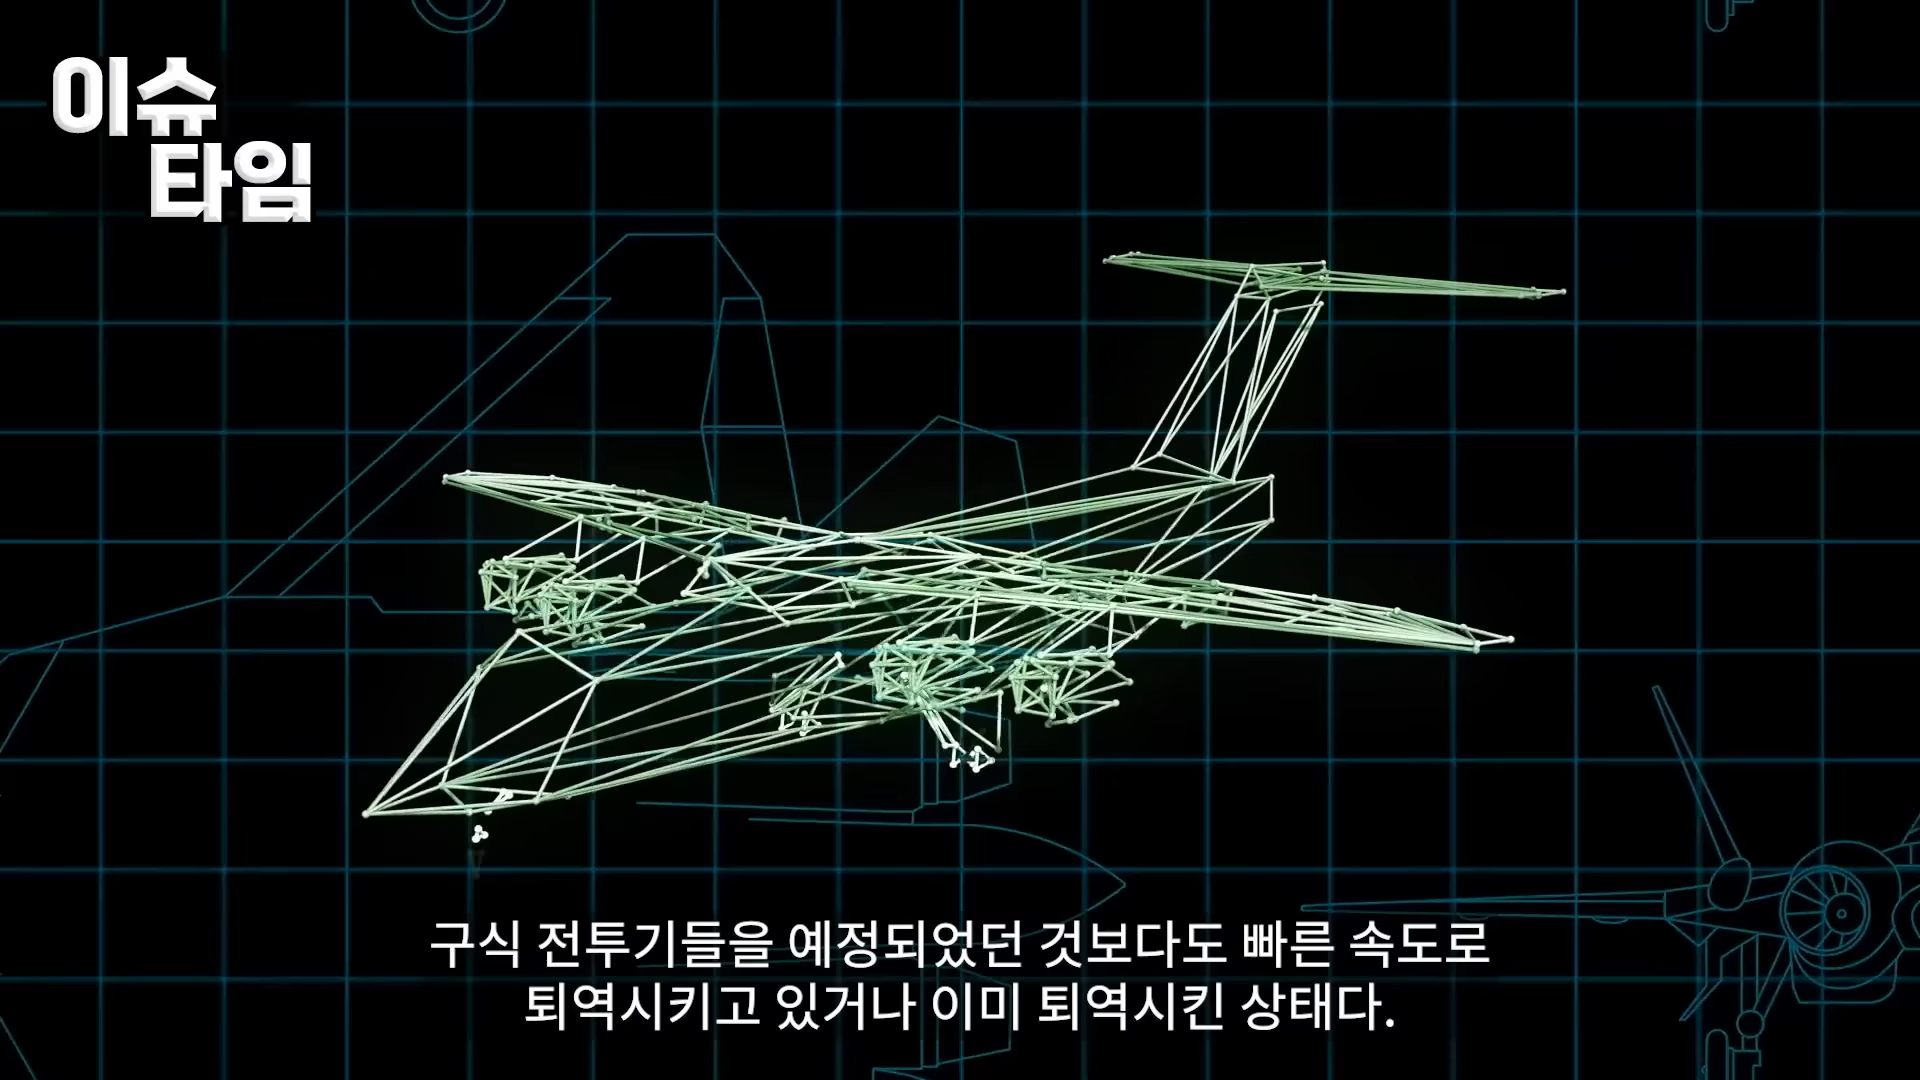 이슈
타임
구식 전투기들을 예정되었던 것보다도 빠른 속도로
퇴역시키고 있거나 이미 퇴역시킨 상태다.